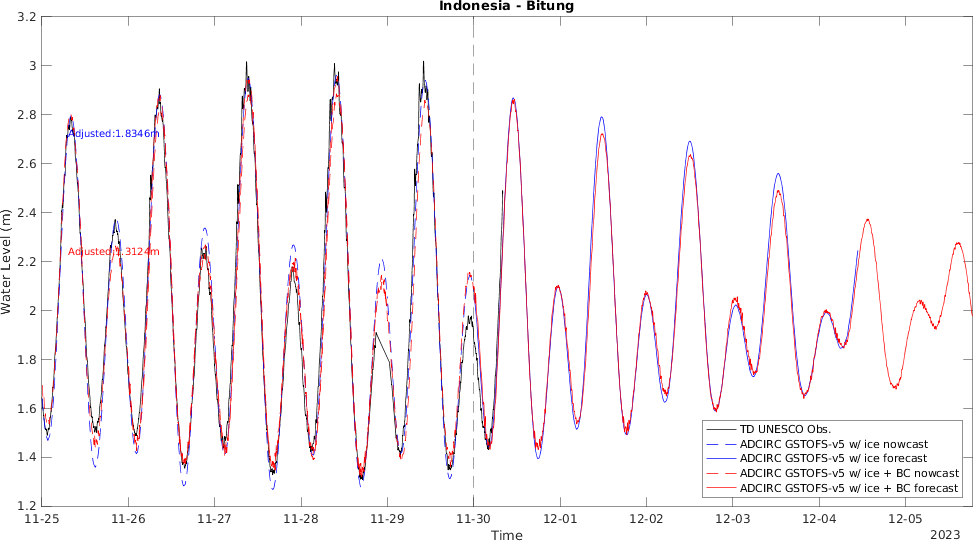 Indonesia - Bitung
3.2
3
2.8
2.6
2.4
2.2
2
1.8
1.6
1.4
1.2
Water Level (m)
Adjusted:1.8346m
Adjusted:1.3124m
TD UNESCO Obs.
ADCIRC GSTOFS-v5 w/ ice nowcast
ADCIRC GSTOFS-v5 w/ ice forecast
ADCIRC GSTOFS-v5 w/ ice + BC nowcast
ADCIRC GSTOFS-v5 w/ ice + BC forecast
11-25 11-26 11-27 11-28 11-29 11-30 12-01 12-02 12-03 12-04 12-05
Time
2023